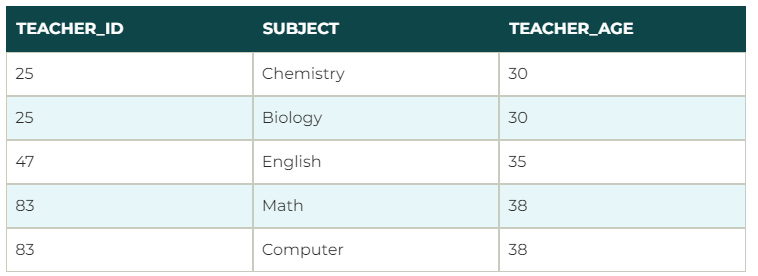 TEACHER_ID SUBJECT TEACHER_AGE
25 Chemistry 30
25 Biology 30
47 English 35
83 Math 38
83 Computer 38